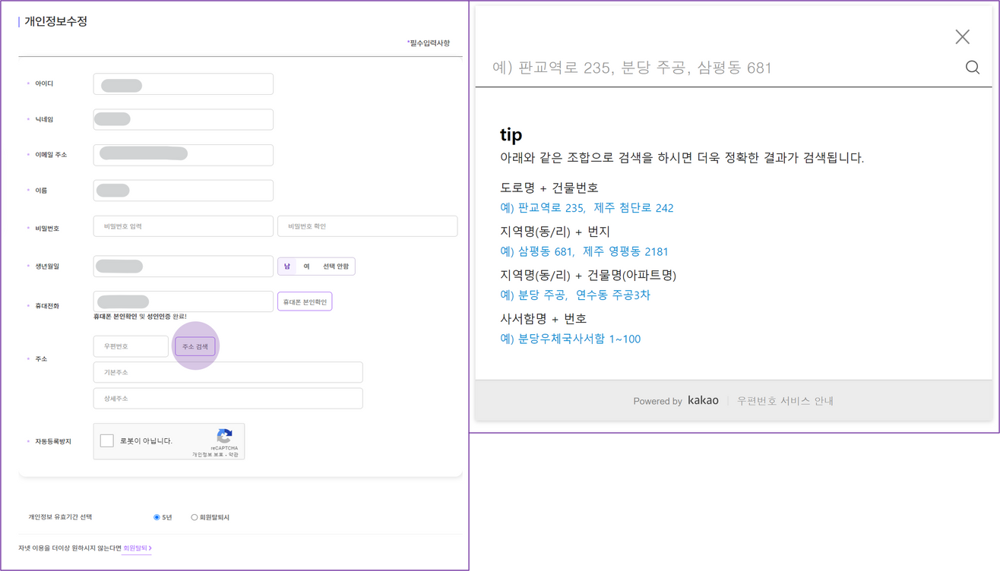 개인정보수정
*필수입력사항
아이디
닉네임
이메일 주소
이름
비밀번호 비밀번호 입력 비밀번호 확인
생년월일 남 여 선택 안함
휴대전화 휴대폰 본인확인
휴대폰 본인확인 및 성인인증 완료!
우편번호 주소 검색
주소
기본주소
상세주소
자동등록방지 로봇이 아닙니다.
reCAPTCHA
개인정보 보호 - 약관
개인정보 유효기간 선택 5년 회원탈퇴시
자넷 이용을 더이상 원하시지 않는다면 회원탈퇴
예) 판교역로 235, 분당 주공, 삼평동 681
tip
아래와 같은 조합으로 검색을 하시면 더욱 정확한 결과가 검색됩니다.
도로명 + 건물번호
예) 판교역로 235, 제주 첨단로 242
지역명(동/리) + 번지
예) 삼평동 681, 제주 영평동 2181
지역명(동/리) + 건물명(아파트명)
예) 분당 주공, 연수동 주공3차
사서함명 + 번호
예) 분당우체국사서함 1~100
Powered by kakao 우편번호 서비스 안내